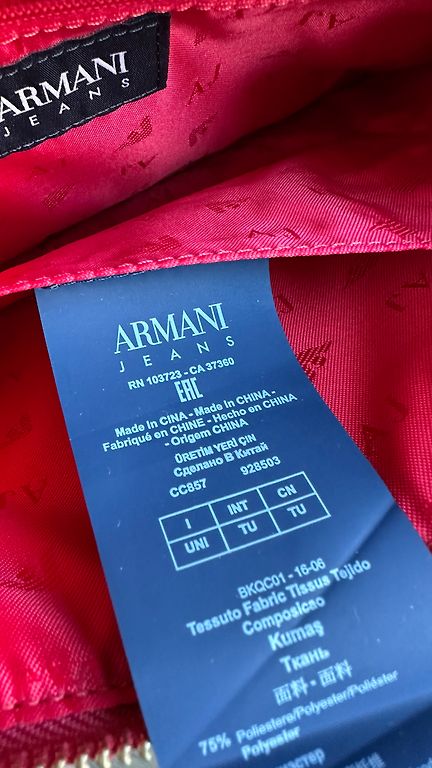 ARMANI
JEANS
ARMANI
JEANS
RN 103723 - CA 37360
EAC
Made in CINA - Made in CHINA -
Fabriqué en CHINE - Hecho en CHINA
- Origem CHINA
ÜRETİM YERİ ÇIN
Сделано В Китай
CC857 928503
I INT CN
UNI TU TU
BKQC01 - 16-06
Tessuto Fabric Tissus Tejido
Composicao
Kumaş
Ткань
面料 - 面料
75% Poliestere/Polyester/Poliéster
Polyester